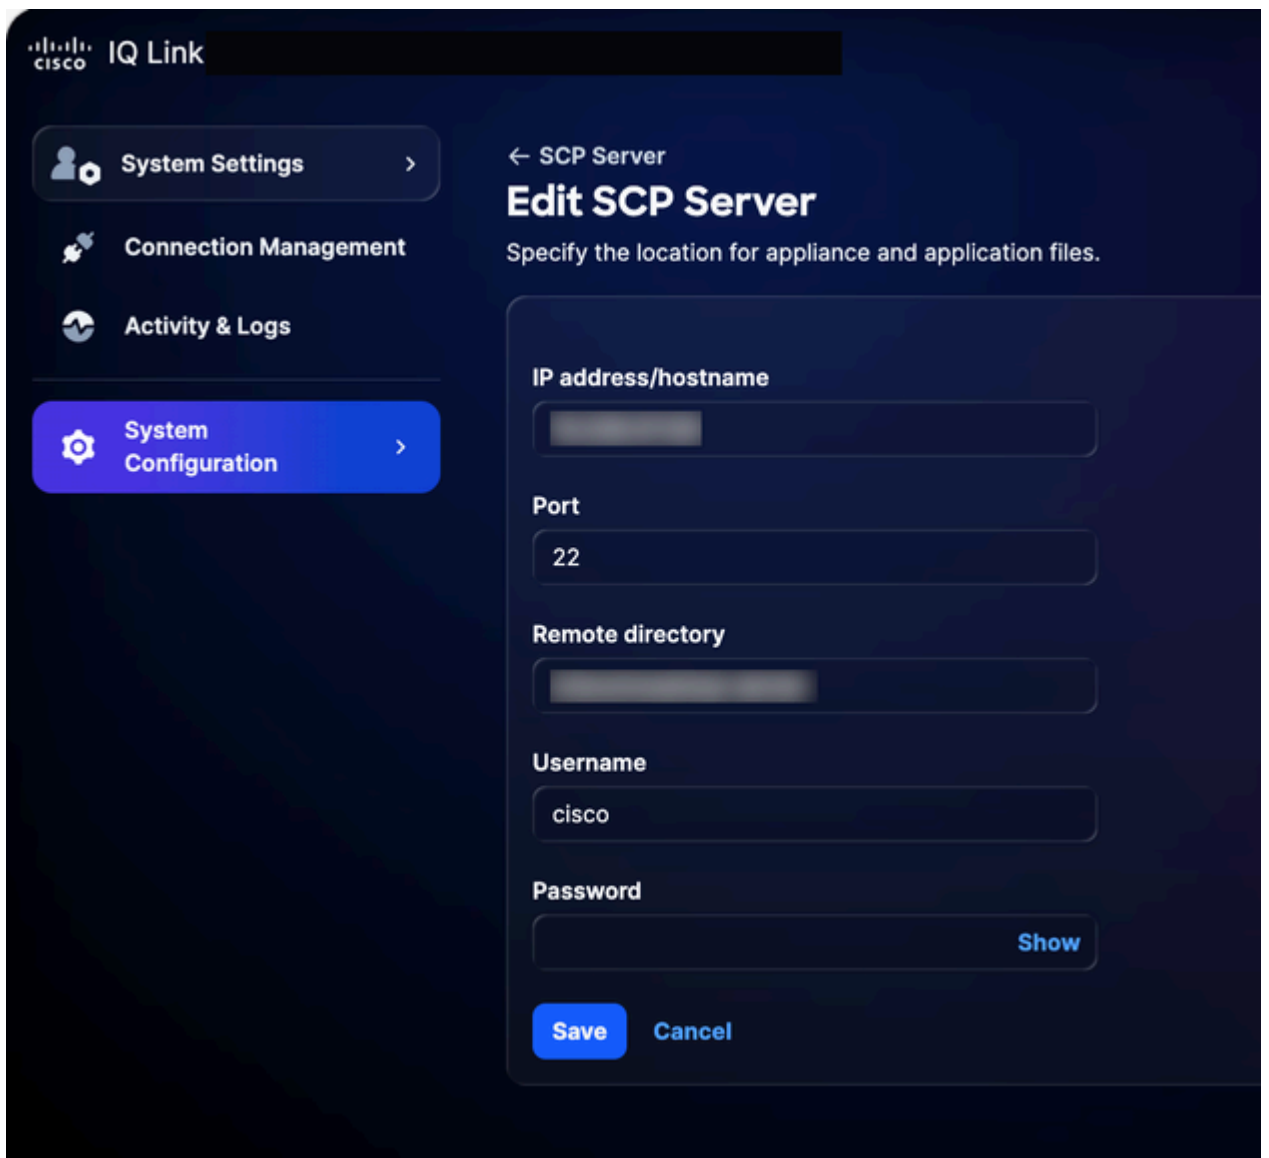 cisco
IQ Link
System Settings
Connection Management
Activity & Logs
System
Configuration
← SCP Server
Edit SCP Server
Specify the location for appliance and application files.
IP address/hostname
Port
22
Remote directory
Username
cisco
Password
Show
Save
Cancel